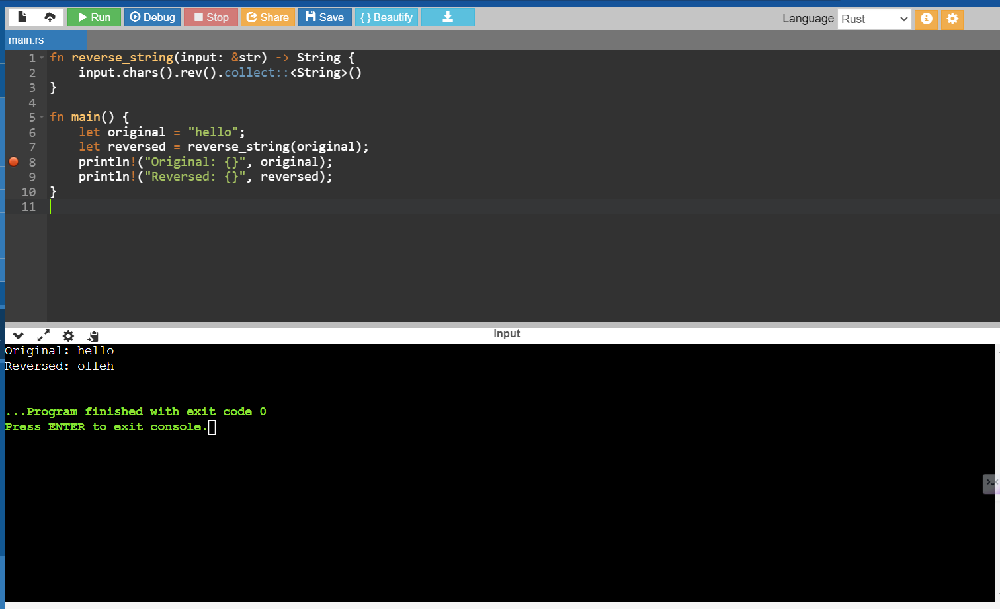 Run Debug Stop Share Save { } Beautify Language Rust
main.rs
1 fn reverse_string(input: &str) -> String {
2     input.chars().rev().collect::<String>()
3 }
4
5 fn main() {
6     let original = "hello";
7     let reversed = reverse_string(original);
8     println!("Original: {}", original);
9     println!("Reversed: {}", reversed);
10 }
11
input
Original: hello
Reversed: olleh
...Program finished with exit code 0
Press ENTER to exit console.